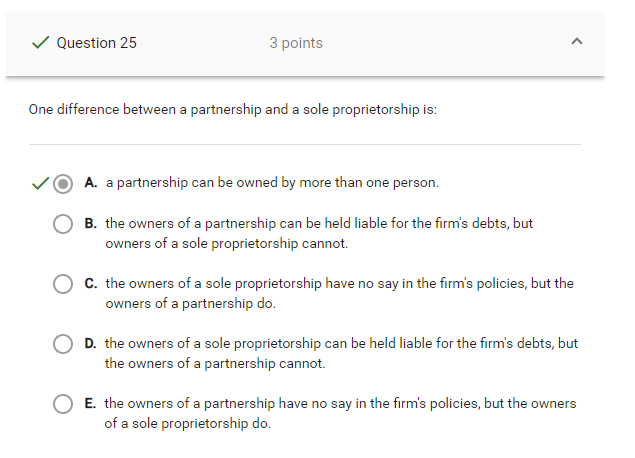 Question 25 3 points
One difference between a partnership and a sole proprietorship is:
A. a partnership can be owned by more than one person.
B. the owners of a partnership can be held liable for the firm's debts, but
owners of a sole proprietorship cannot.
C. the owners of a sole proprietorship have no say in the firm's policies, but the
owners of a partnership do.
D. the owners of a sole proprietorship can be held liable for the firm's debts, but
the owners of a partnership cannot.
E. the owners of a partnership have no say in the firm's policies, but the owners
of a sole proprietorship do.